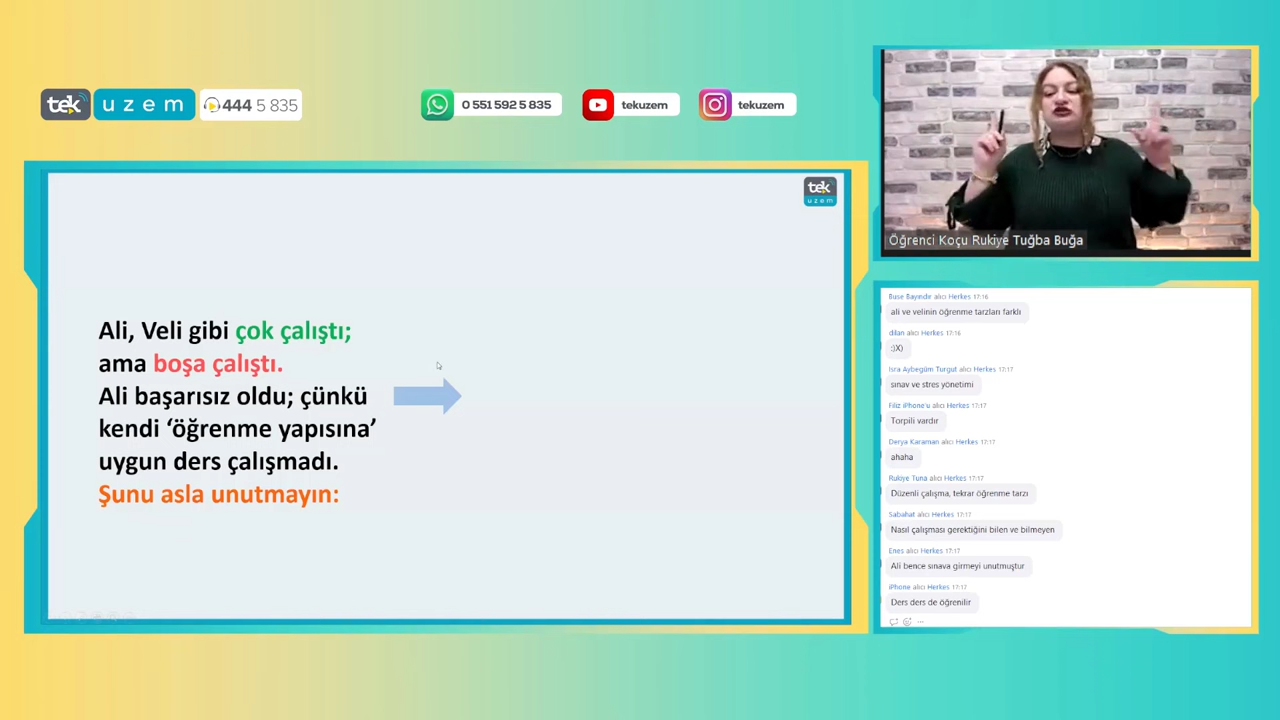 tek uzem 444 5 835
0 551 592 5 835
tekuzem
tekuzem
tek
uzem
Ali, Veli gibi çok çalıştı;
ama boşa çalıştı.
Ali başarısız oldu; çünkü
kendi ‘öğrenme yapısına’
uygun ders çalışmadı.
Şunu asla unutmayın:
Öğrenci Koçu Rukiye Tuğba Buğa
Buse Bayındır alıcı Herkes 17:16
ali ve velinin öğrenme tarzları farklı
dilan alıcı Herkes 17:16
:)X)
Isra Aybegüm Turgut alıcı Herkes 17:17
sınav ve stres yönetimi
Filiz iPhone'u alıcı Herkes 17:17
Torpili vardır
Derya Karaman alıcı Herkes 17:17
ahaha
Rukiye Tuna alıcı Herkes 17:17
Düzenli çalışma, tekrar öğrenme tarzı
Sabahat alıcı Herkes 17:17
Nasıl çalışması gerektiğini bilen ve bilmeyen
Enes alıcı Herkes 17:17
Ali bence sınava girmeyi unutmuştur
iPhone alıcı Herkes 17:17
Ders ders de öğrenilir